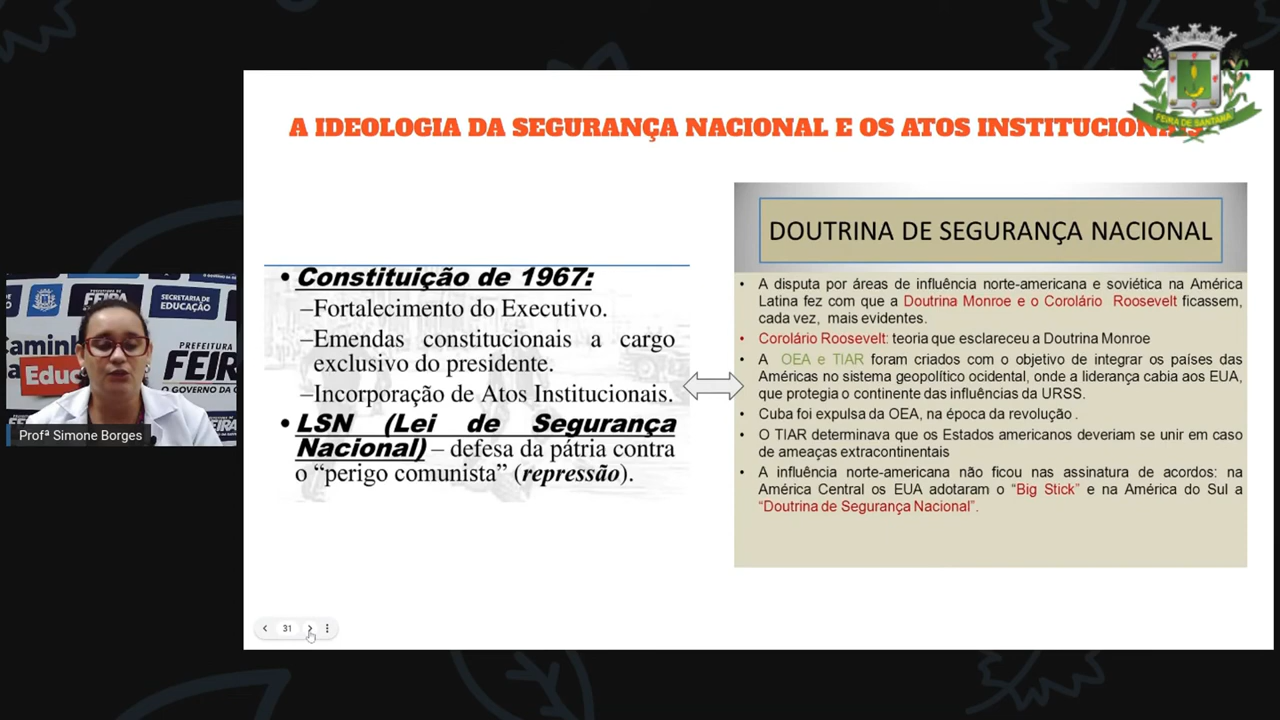 A IDEOLOGIA DA SEGURANÇA NACIONAL E OS ATOS INSTITUCIONAIS
FEIRA DE SANTANA
• Constituição de 1967:
–Fortalecimento do Executivo.
–Emendas constitucionais a cargo
exclusivo do presidente.
–Incorporação de Atos Institucionais.
• LSN (Lei de Segurança
Nacional) – defesa da pátria contra
o “perigo comunista” (repressão).
DOUTRINA DE SEGURANÇA NACIONAL
• A disputa por áreas de influência norte-americana e soviética na América
Latina fez com que a Doutrina Monroe e o Corolário Roosevelt ficassem,
cada vez, mais evidentes.
• Corolário Roosevelt: teoria que esclareceu a Doutrina Monroe
• A OEA e TIAR foram criados com o objetivo de integrar os países das
Américas no sistema geopolítico ocidental, onde a liderança cabia aos EUA,
que protegia o continente das influências da URSS.
• Cuba foi expulsa da OEA, na época da revolução .
• O TIAR determinava que os Estados americanos deveriam se unir em caso
de ameaças extracontinentais
• A influência norte-americana não ficou nas assinatura de acordos: na
América Central os EUA adotaram o “Big Stick” e na América do Sul a
“Doutrina de Segurança Nacional”.
FEIRA
SECRETARIA DE
EDUCAÇÃO
Caminh
Educ
PREFEITURA
FEIR
O GOVERNO DA C
Profª Simone Borges
31